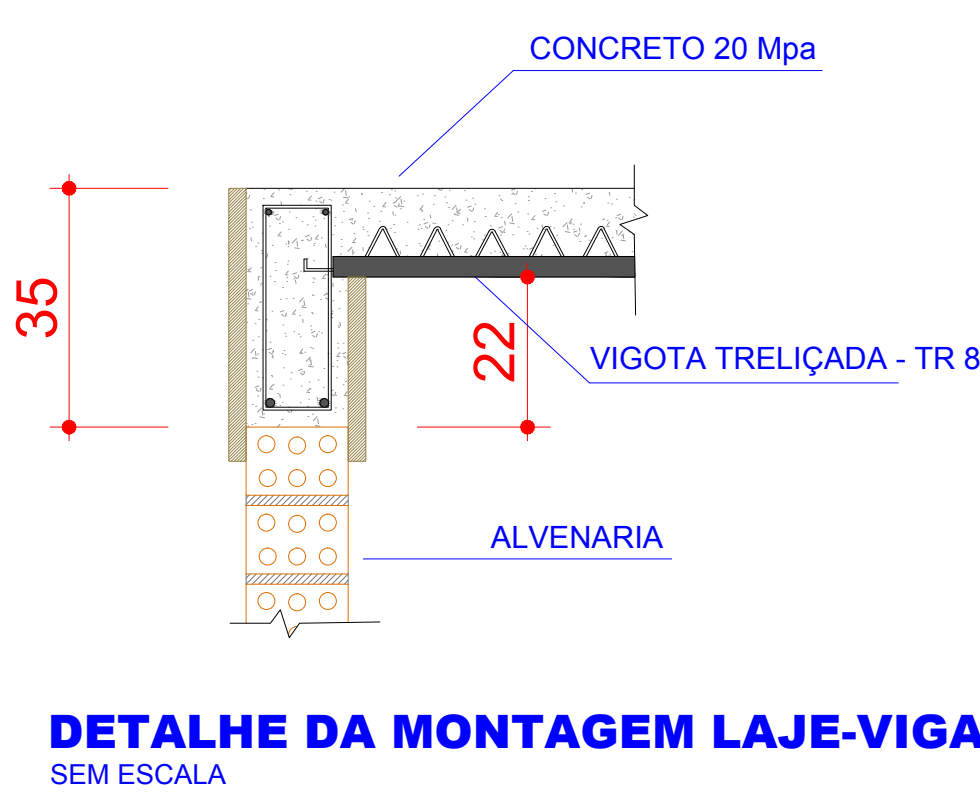 CONCRETO 20 Mpa
35
22
VIGOTA TRELIÇADA - TR 8
ALVENARIA
DETALHE DA MONTAGEM LAJE-VIGA
SEM ESCALA